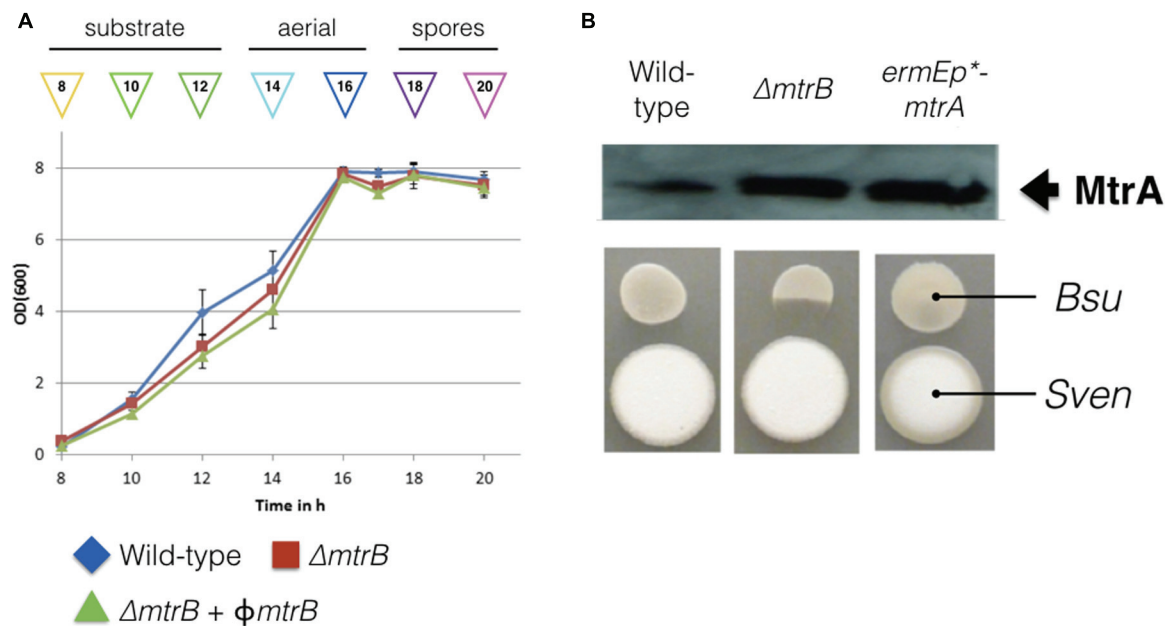 A
substrate aerial spores
8 10 12 14 16 18 20
8
6
4
2
0
OD(600)
8 10 12 14 16 18 20
Time in h
Wild-type ΔmtrB
ΔmtrB + ϕmtrB
B
Wild-
type
ΔmtrB
ermEp*-
mtrA
MtrA
Bsu
Sven